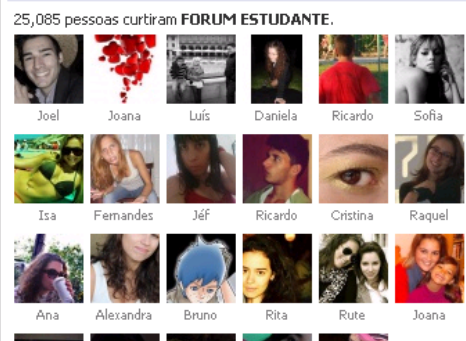 25,085 pessoas curtiram FORUM ESTUDANTE.
Joel Joana Luís Daniela Ricardo Sofia
Isa Fernandes Jéf Ricardo Cristina Raquel
Ana Alexandra Bruno Rita Rute Joana